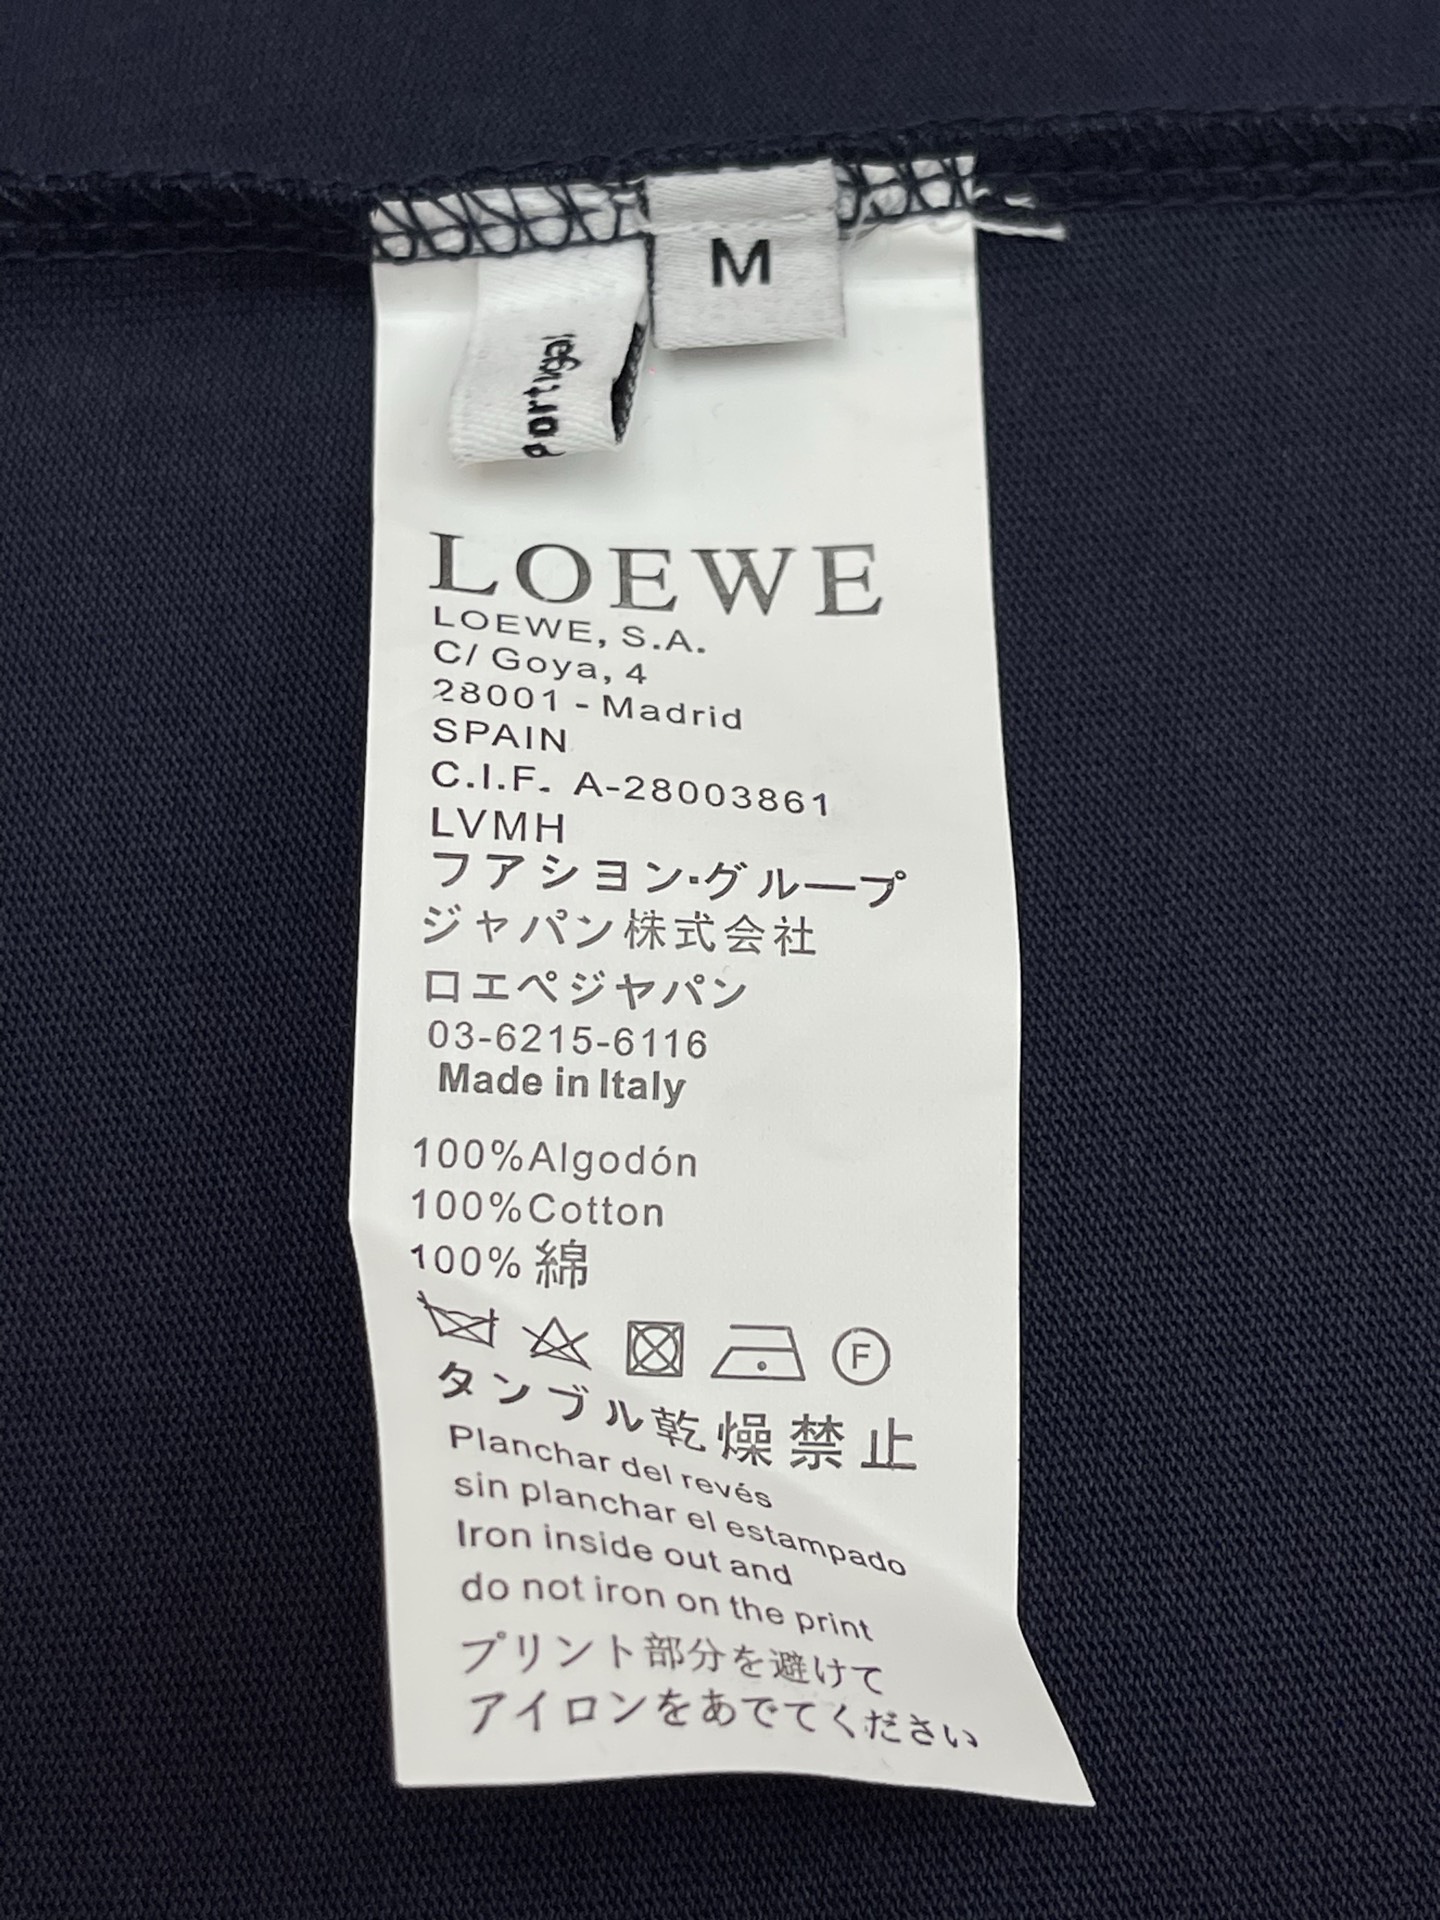 M
Portugal
LOEWE
LOEWE, S.A.
C/ Goya, 4
28001 - Madrid
SPAIN
C.I.F. A-28003861
LVMH
フアシヨン・グループ
ジャパン株式会社
ロエペジャパン
03-6215-6116
Made in Italy
100%Algodón
100%Cotton
100%綿
F
タンブル乾燥禁止
Planchar del revés
sin planchar el estampado
Iron inside out and
do not iron on the print
プリント部分を避けて
アイロンをあでてください